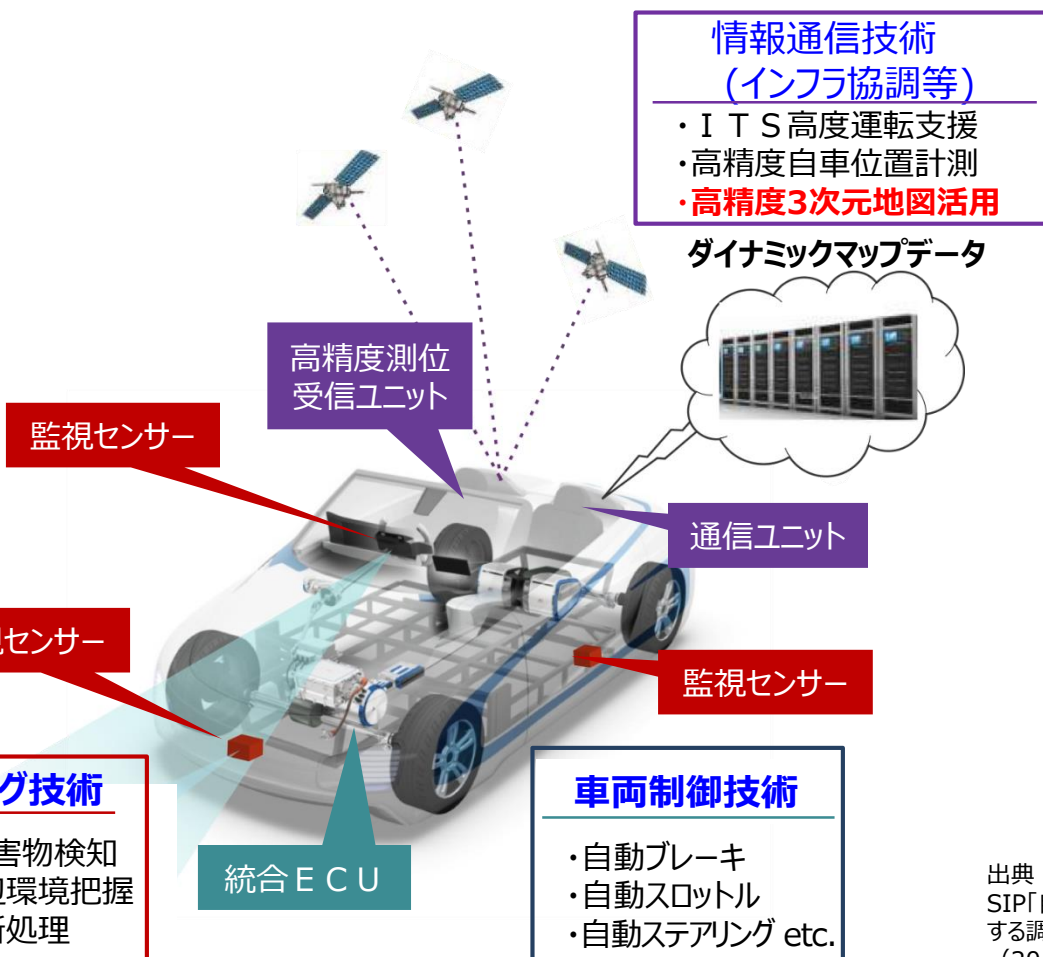 情報通信技術
(インフラ協調等)
・ＩＴＳ高度運転支援
・高精度自車位置計測
・高精度3次元地図活用
ダイナミックマップデータ
高精度測位
受信ユニット
監視センサー
通信ユニット
センサー
監視センサー
グ技術
害物検知
環境把握
処理
統合ＥＣＵ
車両制御技術
・自動ブレーキ
・自動スロットル
・自動ステアリング etc.
出典
SIP「
する調
（20